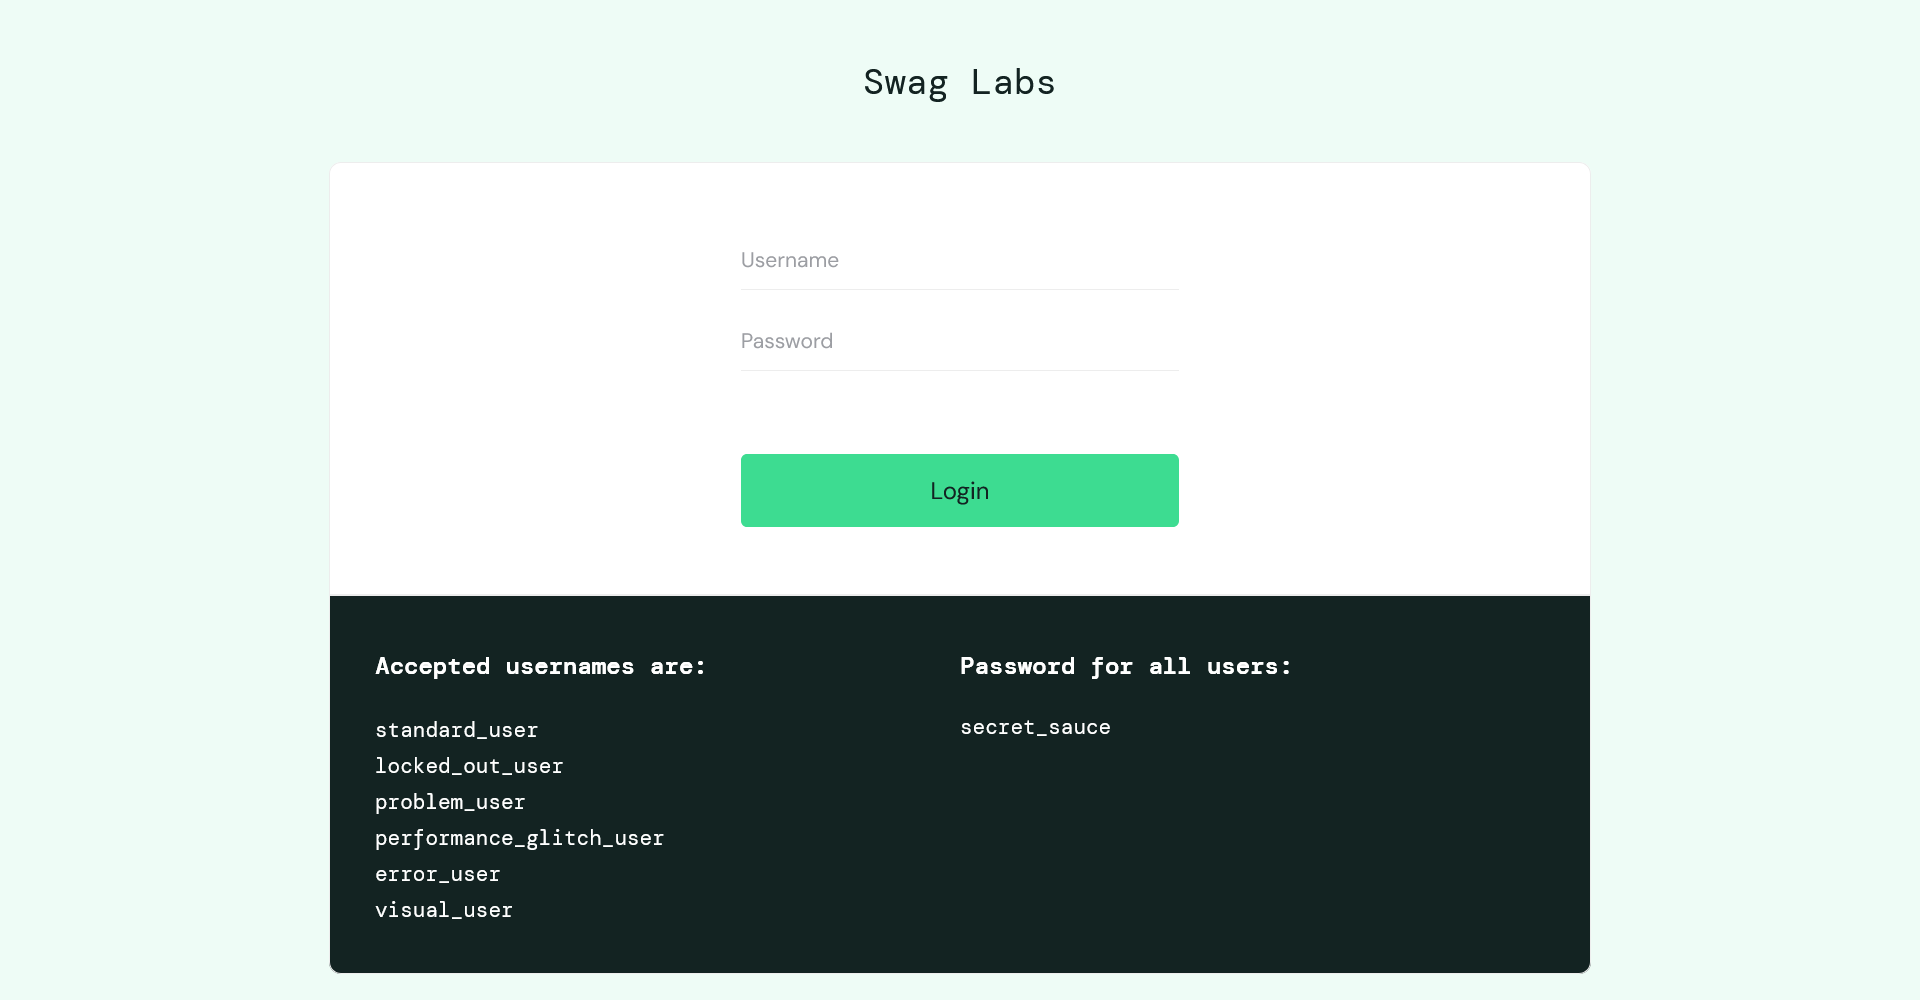 Swag Labs
Username
Password
Login
Accepted usernames are:
standard_user
locked_out_user
problem_user
performance_glitch_user
error_user
visual_user
Password for all users:
secret_sauce